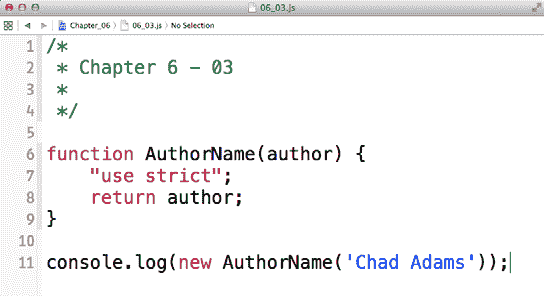 06_03.js
Chapter_06 › 06_03.js › No Selection
1 /*
2  * Chapter 6 - 03
3  *
4  */
5
6 function AuthorName(author) {
7     "use strict";
8     return author;
9 }
10
11 console.log(new AuthorName('Chad Adams'));